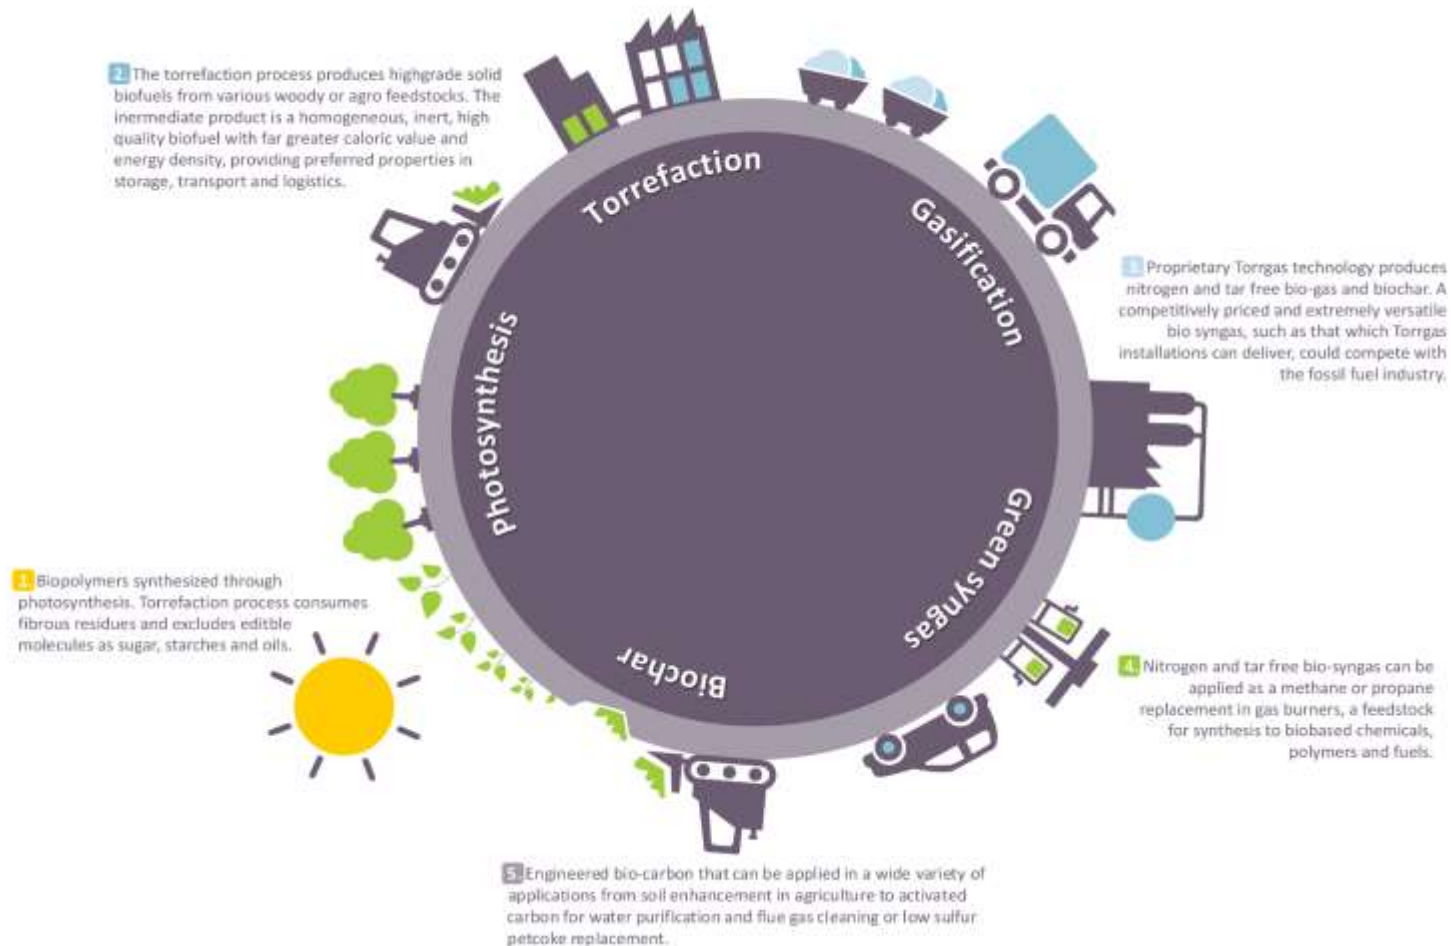 2. The torrefaction process produces highgrade solid
biofuels from various woody or agro feedstocks. The
inermediate product is a homogeneous, inert, high
quality biofuel with far greater caloric value and
energy density, providing preferred properties in
storage, transport and logistics.
Torrefaction
Gasification
3. Proprietary Torrgas technology produces
nitrogen and tar free bio-gas and biochar. A
competitively priced and extremely versatile
bio syngas, such as that which Torrgas
installations can deliver, could compete with
the fossil fuel industry.
Photosynthesis
Green syngas
1. Biopolymers synthesized through
photosynthesis. Torrefaction process consumes
fibrous residues and excludes editble
molecules as sugar, starches and oils.
Biochar
4. Nitrogen and tar free bio-syngas can be
applied as a methane or propane
replacement in gas burners, a feedstock
for synthesis to biobased chemicals,
polymers and fuels.
5. Engineered bio-carbon that can be applied in a wide variety of
applications from soil enhancement in agriculture to activated
carbon for water purification and flue gas cleaning or low sulfur
petcoke replacement.